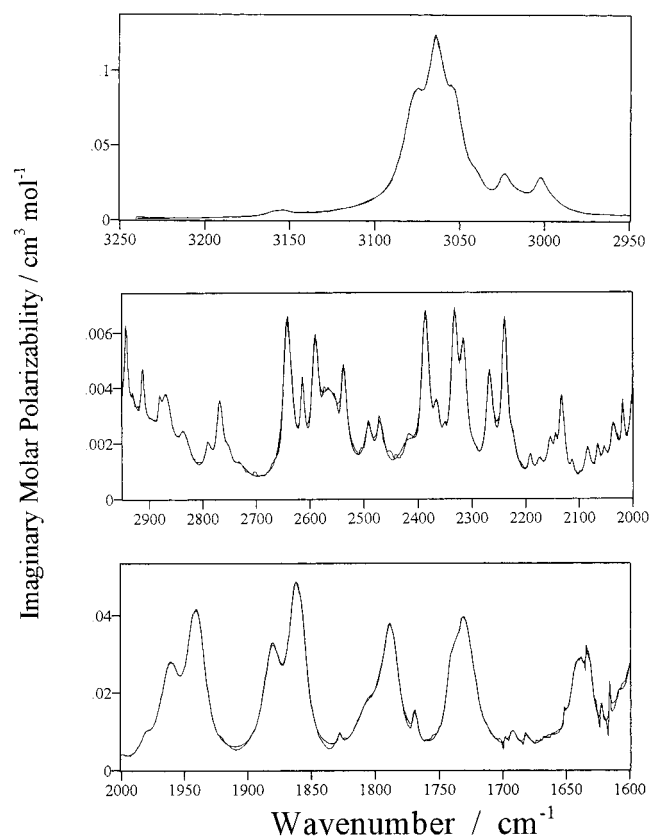 Imaginary Molar Polarizability / cm³ mol⁻¹
.1
.05
0
3250 3200 3150 3100 3050 3000 2950
.006
.004
.002
0
2900 2800 2700 2600 2500 2400 2300 2200 2100 2000
.04
.02
0
2000 1950 1900 1850 1800 1750 1700 1650 1600
Wavenumber / cm⁻¹